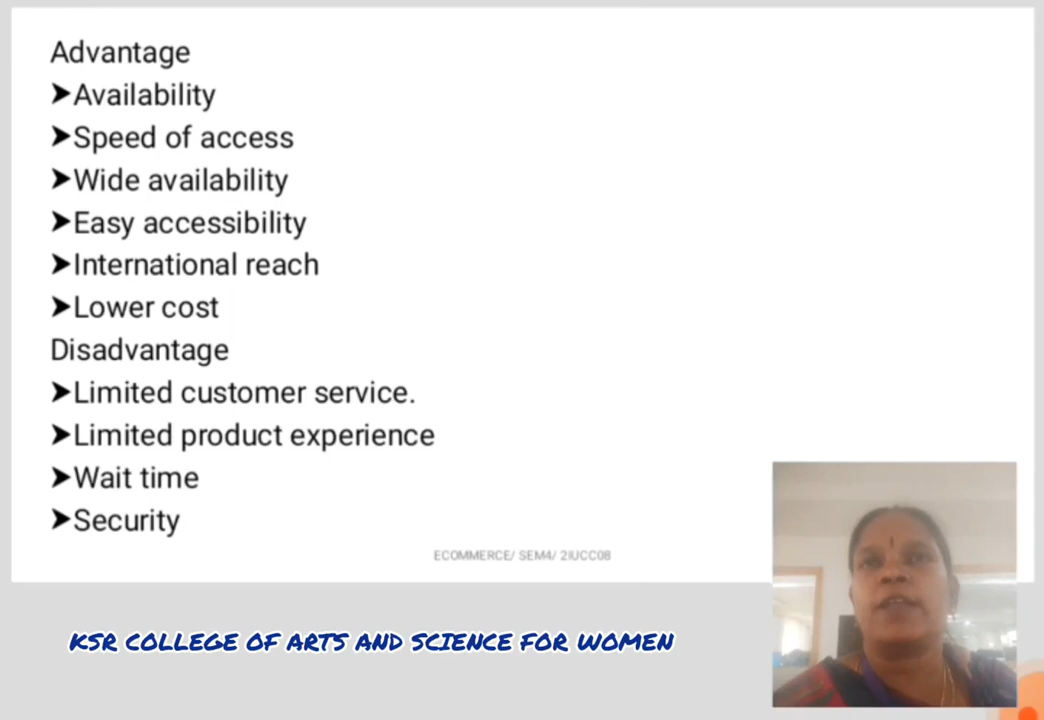 Advantage
➤Availability
➤Speed of access
➤Wide availability
➤Easy accessibility
➤International reach
➤Lower cost
Disadvantage
➤Limited customer service.
➤Limited product experience
➤Wait time
➤Security
ECOMMERCE/ SEM4/ 2IUCC08
KSR COLLEGE OF ARTS AND SCIENCE FOR WOMEN